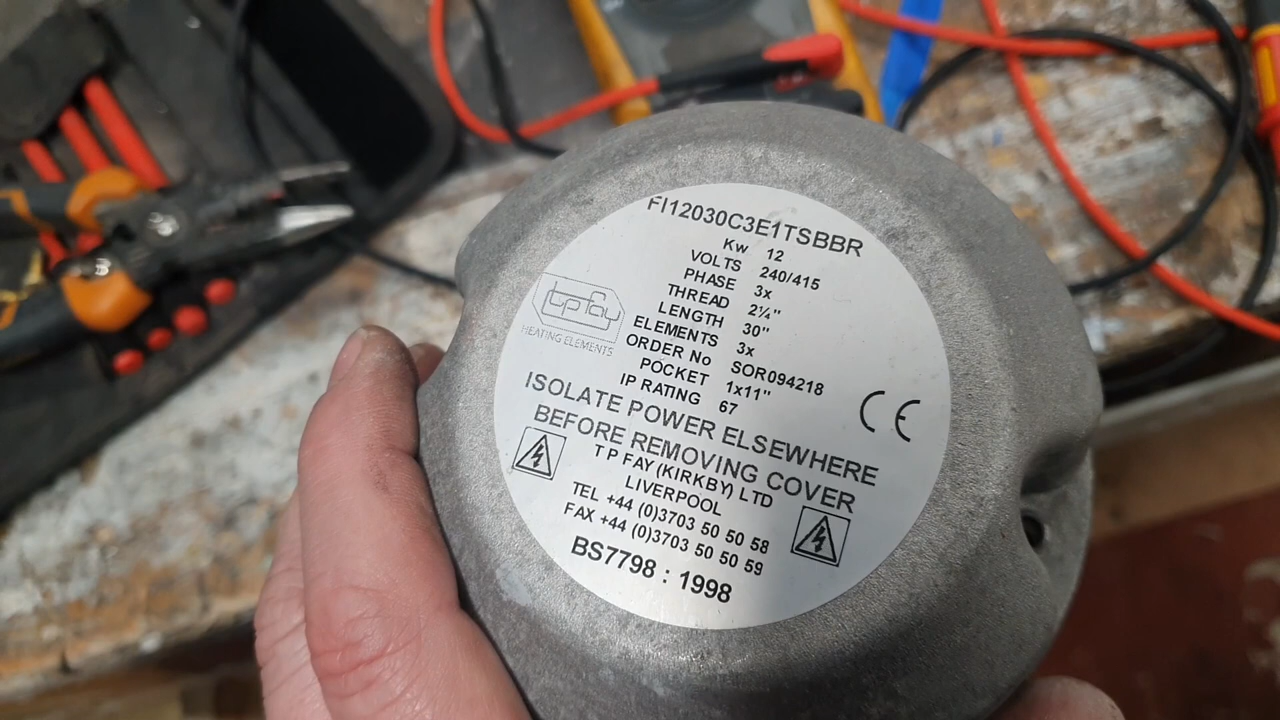 FI12030C3E1TSBBR
Kw 12
VOLTS 240/415
PHASE 3x
THREAD 2¼"
LENGTH 30"
ELEMENTS 3x
ORDER No SOR094218
POCKET 1x11"
IP RATING 67
tpfay
HEATING ELEMENTS
CE
ISOLATE POWER ELSEWHERE
BEFORE REMOVING COVER
T P FAY (KIRKBY) LTD
LIVERPOOL
TEL +44 (0)3703 50 50 58
FAX +44 (0)3703 50 50 59
BS7798 : 1998